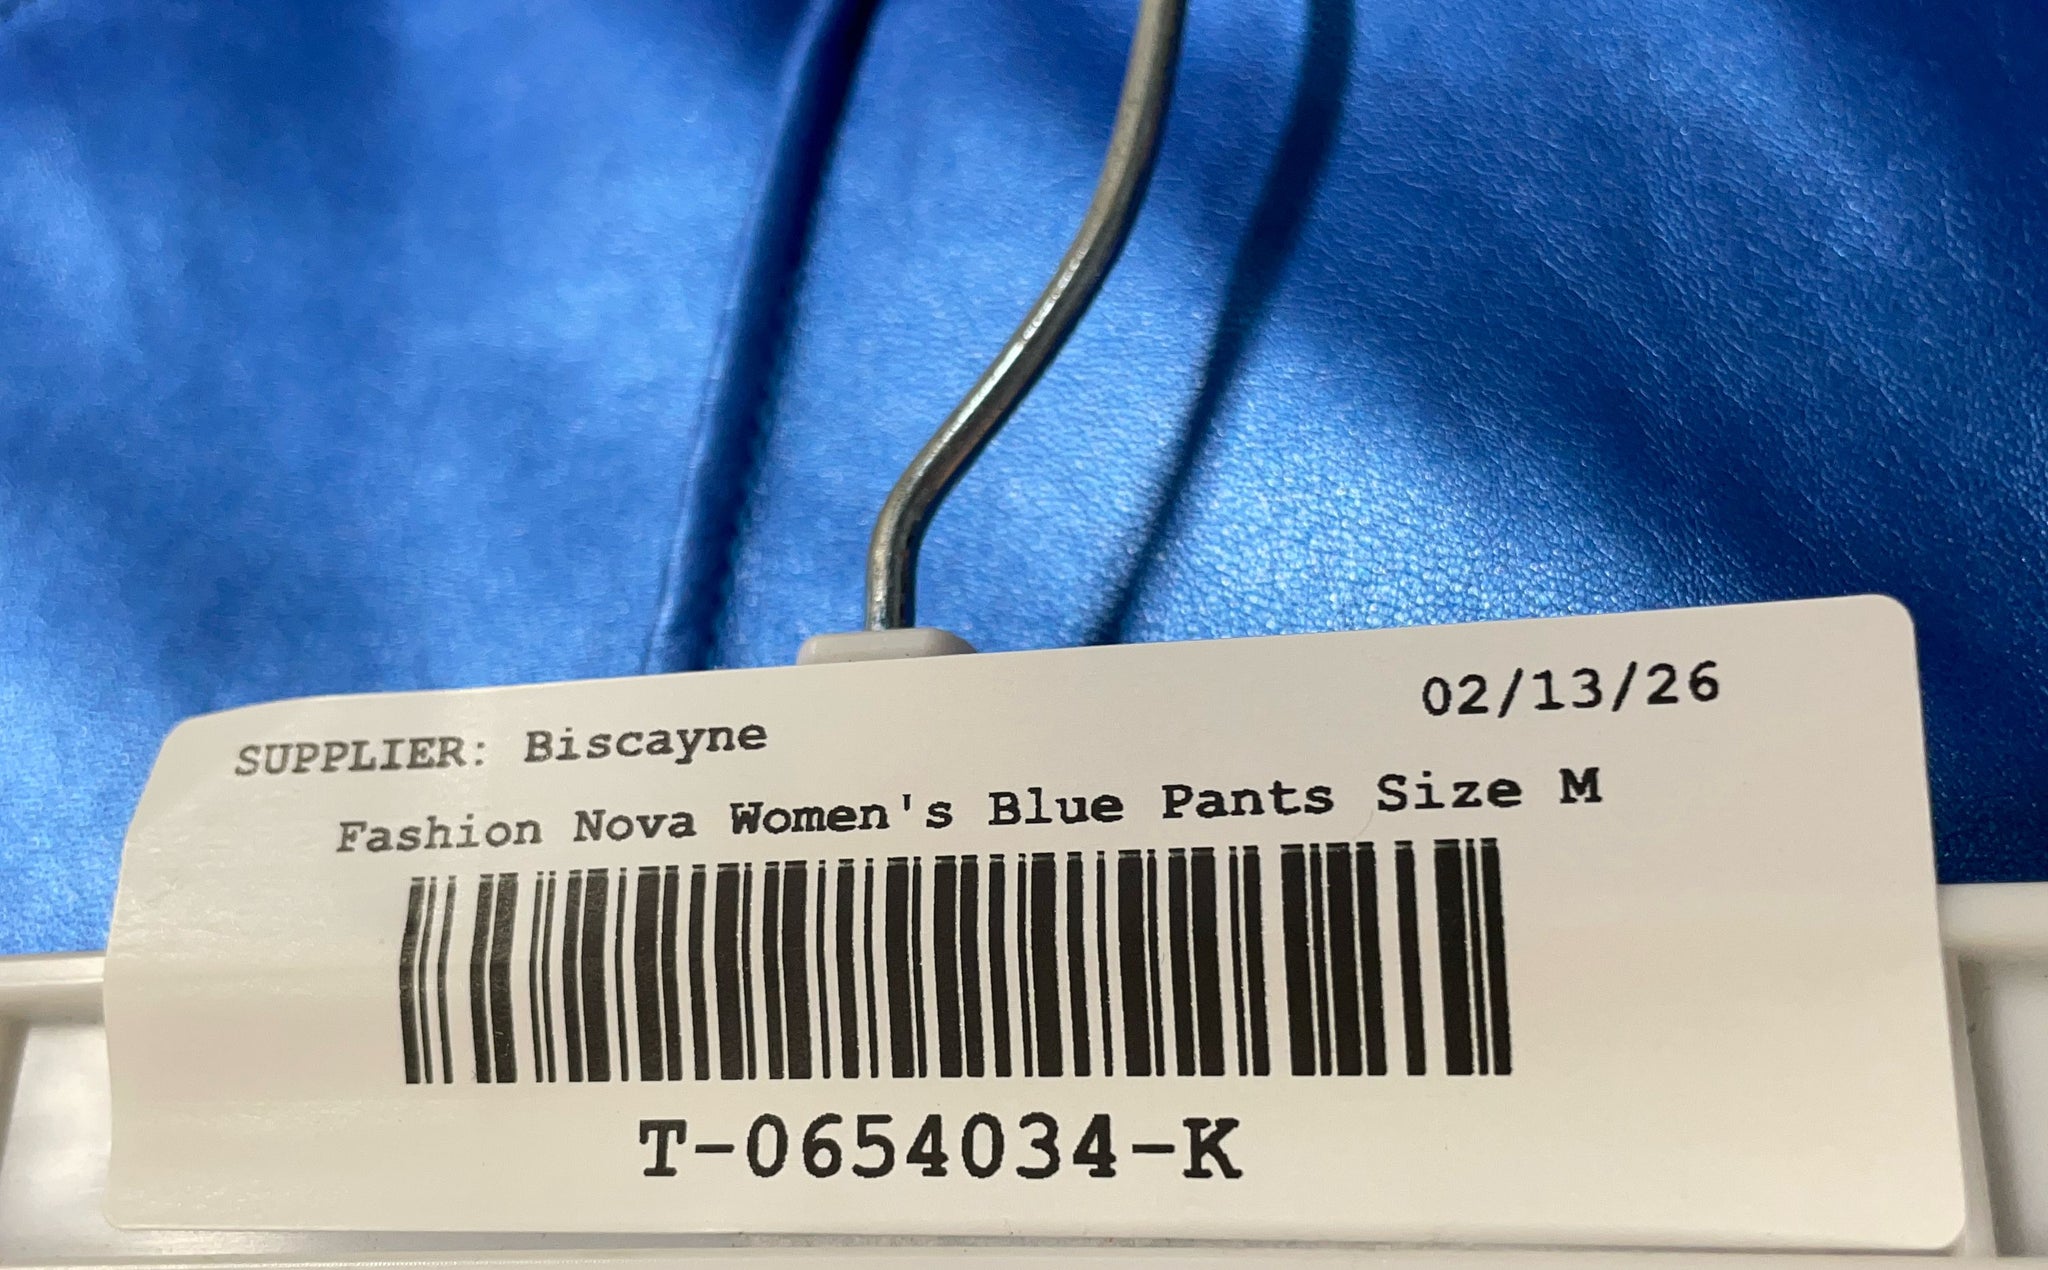 SUPPLIER: Biscayne 02/13/26
Fashion Nova Women's Blue Pants Size M
T-0654034-K